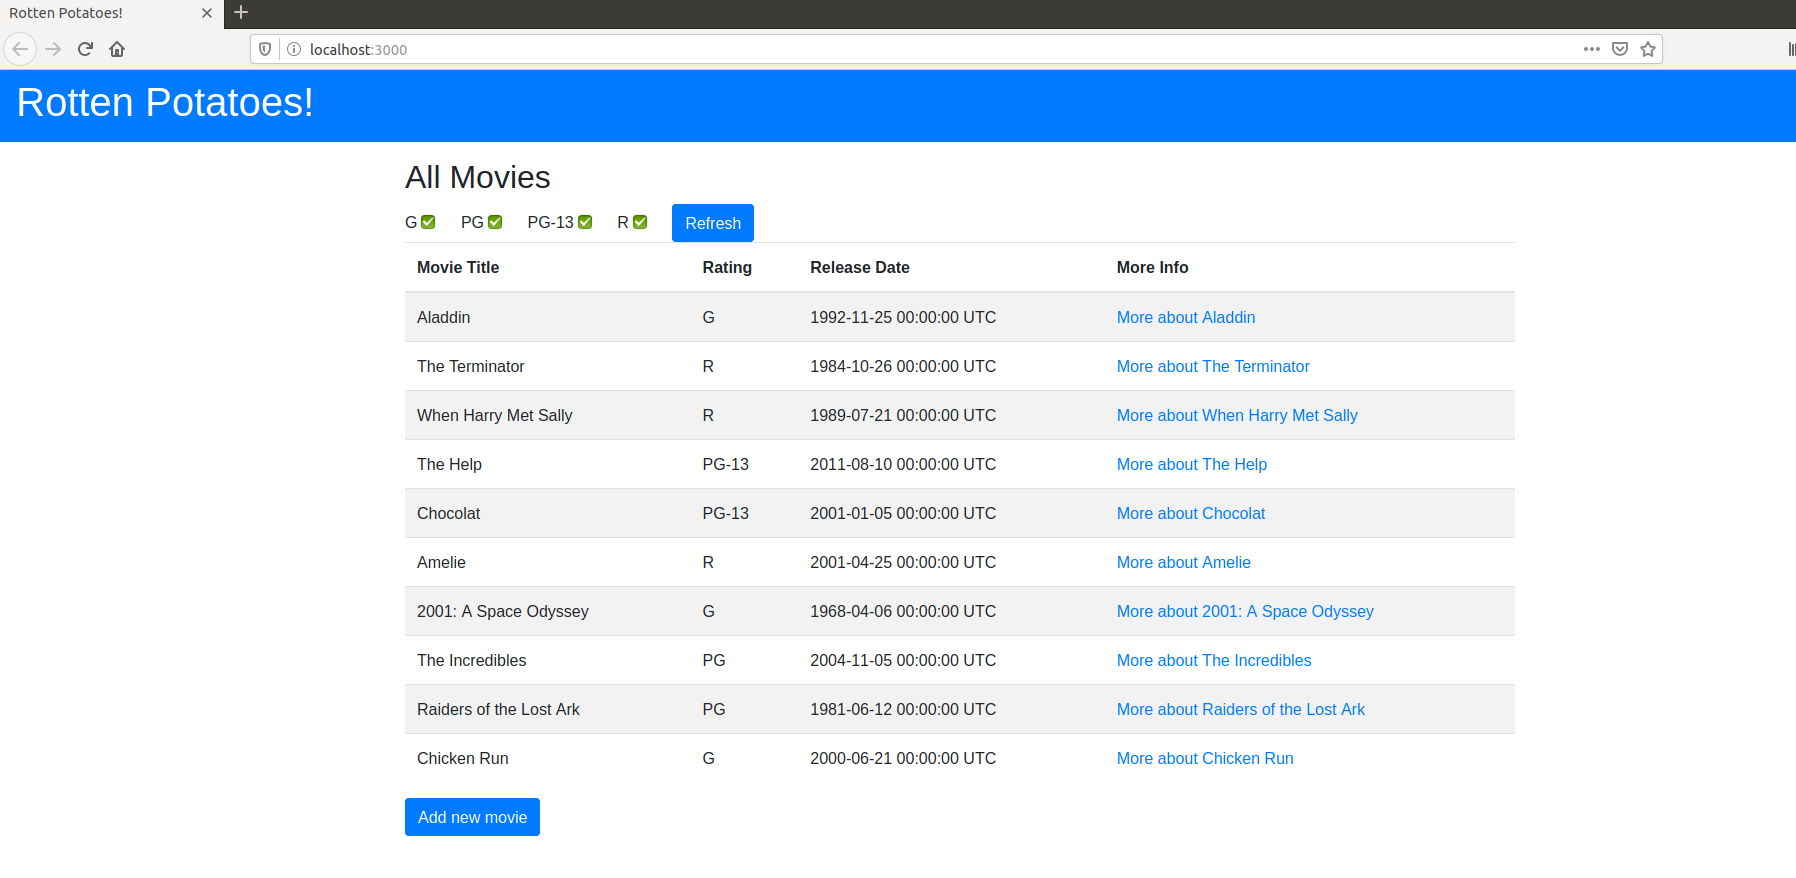 Rotten Potatoes!
localhost:3000
Rotten Potatoes!
All Movies
G PG PG-13 R Refresh
Movie Title Rating Release Date More Info
Aladdin G 1992-11-25 00:00:00 UTC More about Aladdin
The Terminator R 1984-10-26 00:00:00 UTC More about The Terminator
When Harry Met Sally R 1989-07-21 00:00:00 UTC More about When Harry Met Sally
The Help PG-13 2011-08-10 00:00:00 UTC More about The Help
Chocolat PG-13 2001-01-05 00:00:00 UTC More about Chocolat
Amelie R 2001-04-25 00:00:00 UTC More about Amelie
2001: A Space Odyssey G 1968-04-06 00:00:00 UTC More about 2001: A Space Odyssey
The Incredibles PG 2004-11-05 00:00:00 UTC More about The Incredibles
Raiders of the Lost Ark PG 1981-06-12 00:00:00 UTC More about Raiders of the Lost Ark
Chicken Run G 2000-06-21 00:00:00 UTC More about Chicken Run
Add new movie